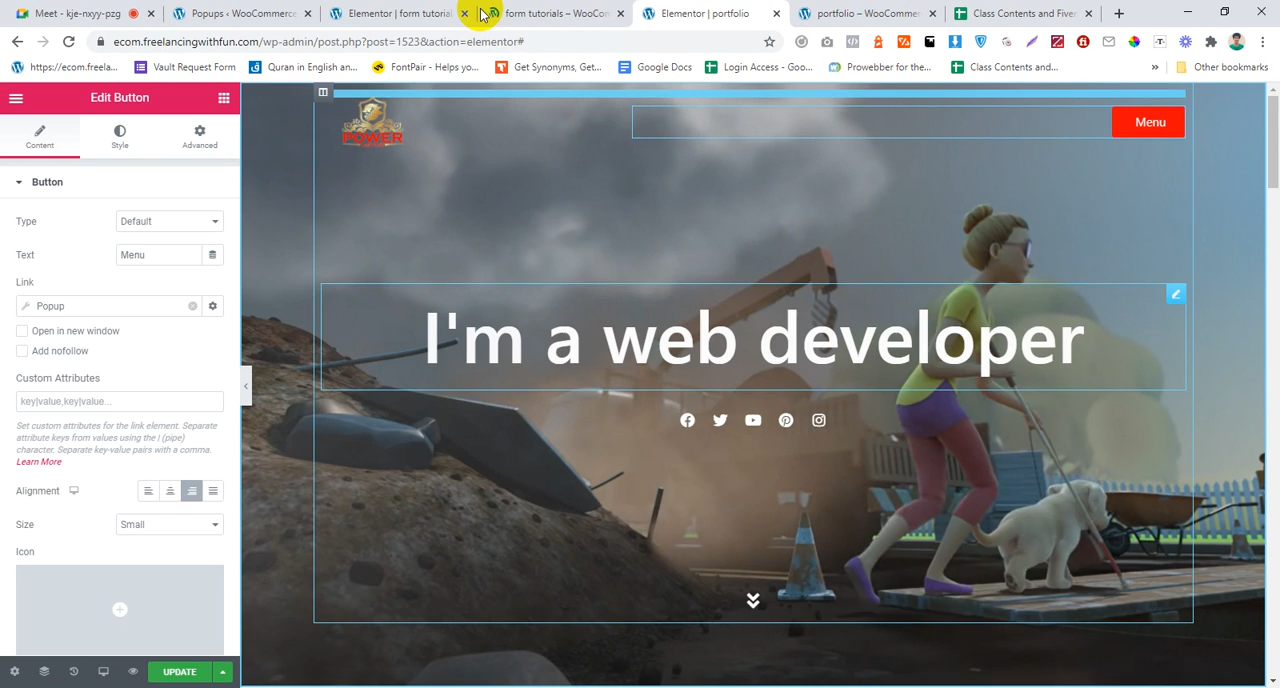 Meet - kje-nxyy-pzg
Popups ‹ WooCommerce
Elementor | form tutorial
form tutorials – WooCom
Elementor | portfolio
portfolio – WooCommerc
Class Contents and Fiver
ecom.freelancingwithfun.com/wp-admin/post.php?post=1523&action=elementor#
https://ecom.freela...
Vault Request Form
Quran in English an...
FontPair - Helps yo...
Get Synonyms, Get...
Google Docs
Login Access - Goo...
Prowebber for the...
Class Contents and...
»
Other bookmarks
Edit Button
Content
Style
Advanced
Button
Type
Default
Text
Menu
Link
Popup
Open in new window
Add nofollow
Custom Attributes
key|value,key|value...
Set custom attributes for the link element. Separate
attribute keys from values using the | (pipe)
character. Separate key-value pairs with a comma.
Learn More
Alignment
Size
Small
Icon
UPDATE
POWER
Menu
I'm a web developer